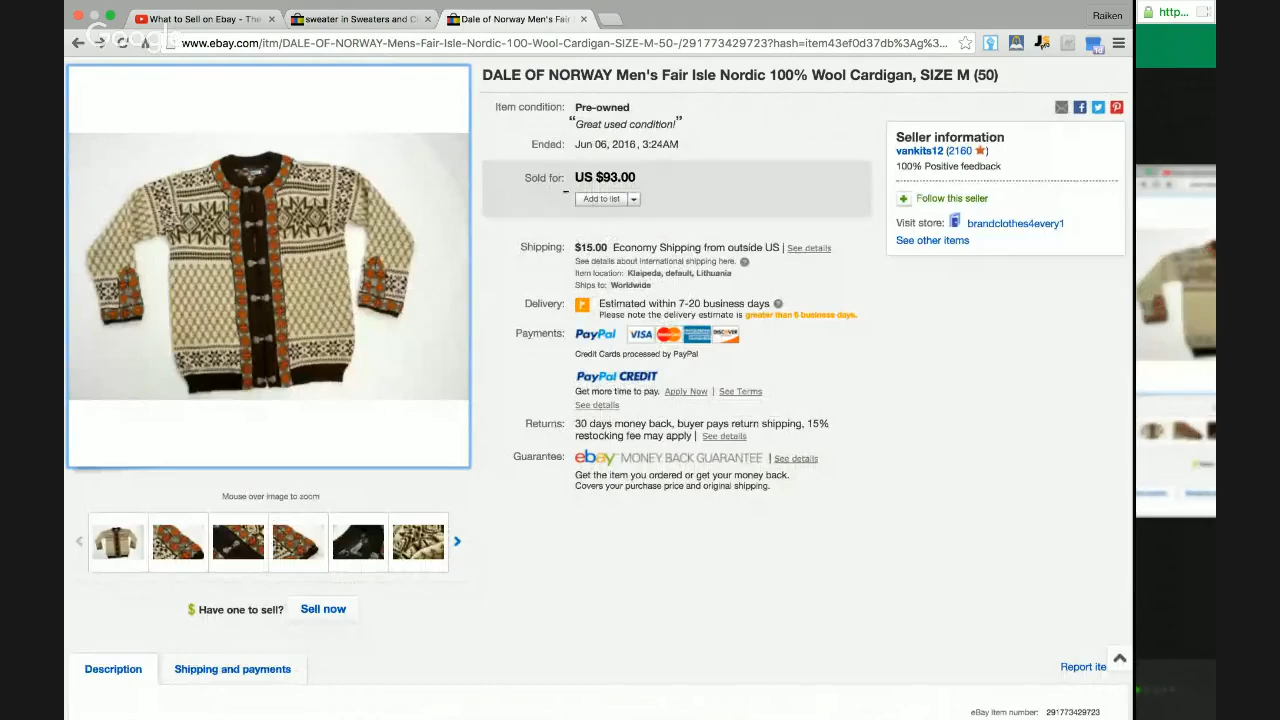 What to Sell on Ebay - The
sweater in Sweaters and C
Dale of Norway Men's Fair
Raiken
http...
Google
www.ebay.com/itm/DALE-OF-NORWAY-Mens-Fair-Isle-Nordic-100-Wool-Cardigan-SIZE-M-50-/291773429723?hash=item43ef0d37db%3Ag%3...
DALE OF NORWAY Men's Fair Isle Nordic 100% Wool Cardigan, SIZE M (50)
Item condition: Pre-owned
“Great used condition!”
Ended: Jun 06, 2016, 3:24AM
Sold for: US $93.00
Add to list
Shipping: $15.00 Economy Shipping from outside US | See details
See details about international shipping here.
Item location: Klaipeda, default, Lithuania
Ships to: Worldwide
Delivery: Estimated within 7-20 business days
Please note the delivery estimate is greater than 6 business days.
Payments: PayPal VISA MasterCard DISCOVER
Credit Cards processed by PayPal
PayPal CREDIT
Get more time to pay. Apply Now | See Terms
See details
Returns: 30 days money back, buyer pays return shipping, 15%
restocking fee may apply | See details
Guarantee: ebay MONEY BACK GUARANTEE | See details
Get the item you ordered or get your money back.
Covers your purchase price and original shipping.
Seller information
vankits12 (2160)
100% Positive feedback
Follow this seller
Visit store: brandclothes4every1
See other items
Mouse over image to zoom
$ Have one to sell? Sell now
Description
Shipping and payments
Report ite
eBay item number: 291773429723